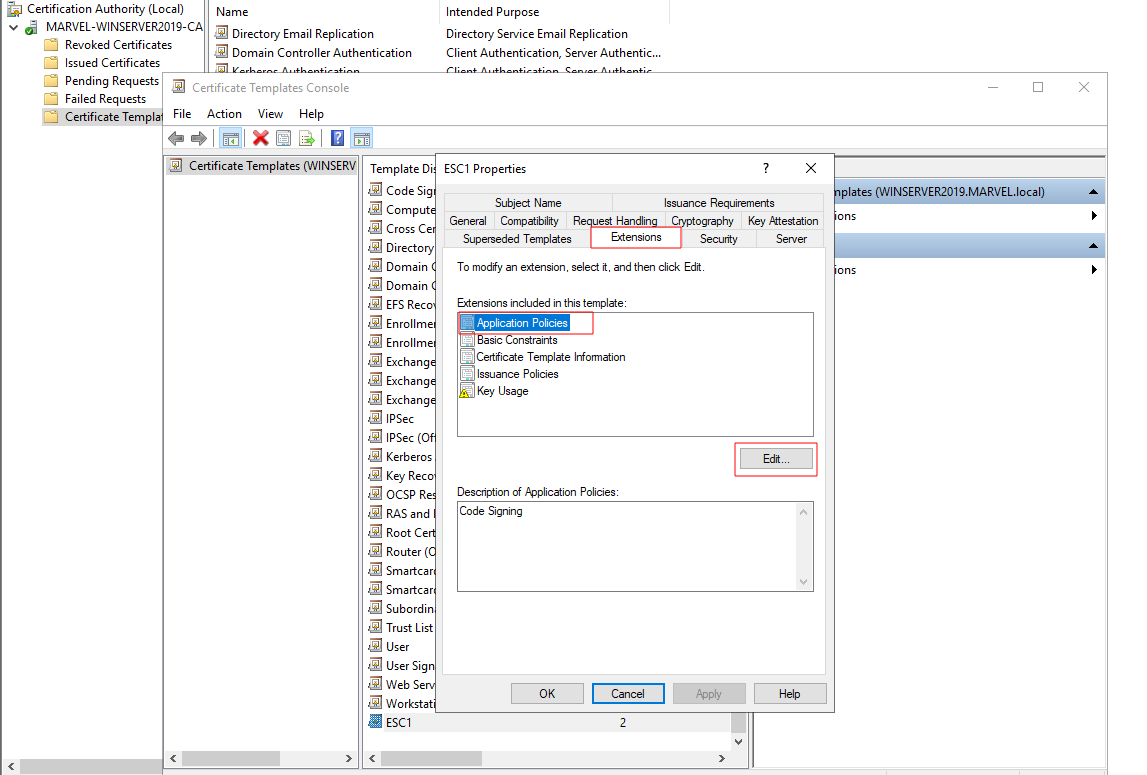 Certification Authority (Local)
MARVEL-WINSERVER2019-CA
Revoked Certificates
Issued Certificates
Pending Requests
Failed Requests
Certificate Templat
Name
Intended Purpose
Directory Email Replication
Directory Service Email Replication
Domain Controller Authentication
Client Authentication, Server Authentic...
Kerberos Authentication
Client Authentication, Server Authentic...
Certificate Templates Console
File Action View Help
Certificate Templates (WINSERV
Template Dis
Code Sig
Compute
Cross Cer
Directory
Domain C
Domain C
EFS Reco
Enrollmer
Enrollmer
Exchange
Exchange
Exchange
IPSec
IPSec (Off
Kerberos
Key Reco
OCSP Res
RAS and I
Root Cert
Router (O
Smartcar
Smartcar
Subordina
Trust List
User
User Sign
Web Serv
Workstati
ESC1 2
ESC1 Properties ?
Subject Name Issuance Requirements
General Compatibility Request Handling Cryptography Key Attestation
Superseded Templates Extensions Security Server
To modify an extension, select it, and then click Edit.
Extensions included in this template:
Application Policies
Basic Constraints
Certificate Template Information
Issuance Policies
Key Usage
Edit...
Description of Application Policies:
Code Signing
OK Cancel Apply Help
mplates (WINSERVER2019.MARVEL.local)
ions
ions